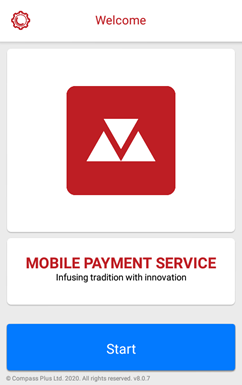 Welcome
MOBILE PAYMENT SERVICE
Infusing tradition with innovation
Start
© Compass Plus Ltd. 2020. All rights reserved. v8.0.7